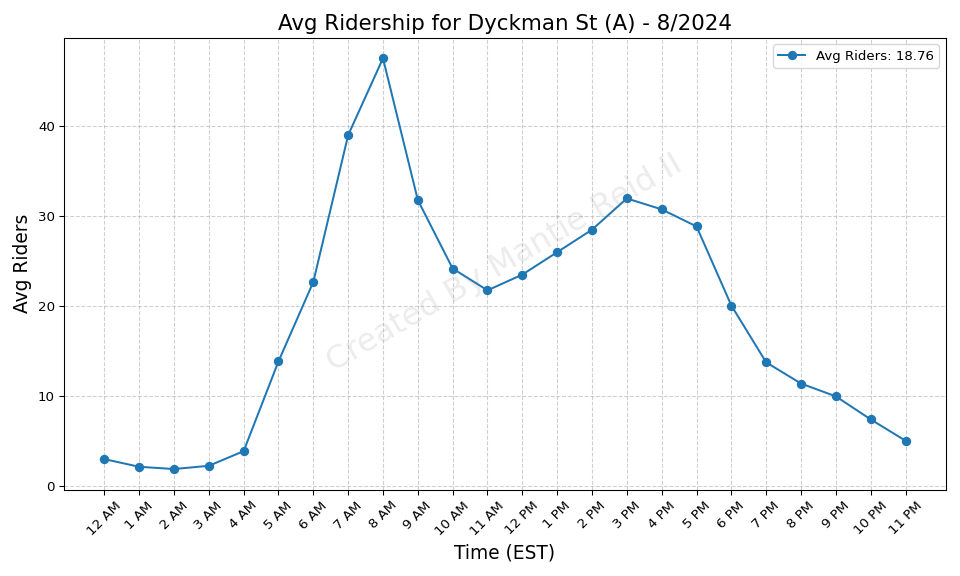 Avg Ridership for Dyckman St (A) - 8/2024
Avg Riders: 18.76
Avg Riders
40
30
20
10
0
Created By Mantle Reid II
12 AM
1 AM
2 AM
3 AM
4 AM
5 AM
6 AM
7 AM
8 AM
9 AM
10 AM
11 AM
12 PM
1 PM
2 PM
3 PM
4 PM
5 PM
6 PM
7 PM
8 PM
9 PM
10 PM
11 PM
Time (EST)